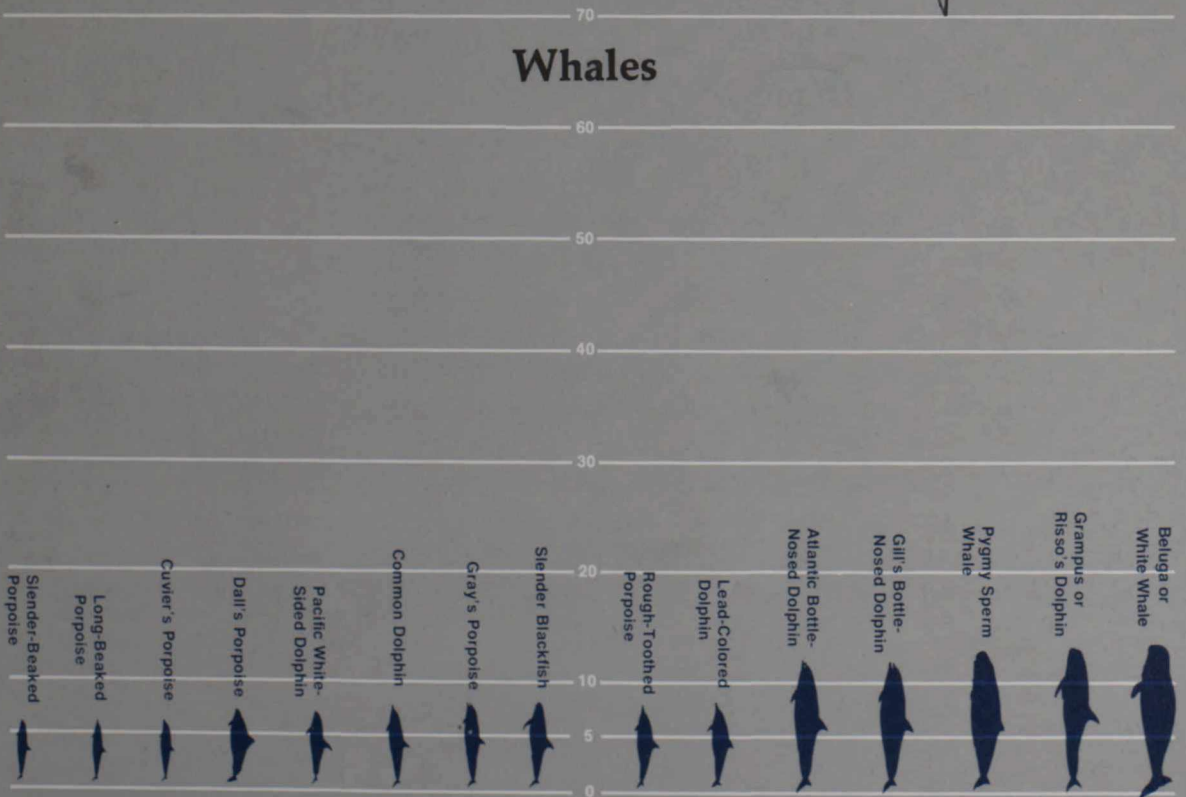 70
Whales
60
50
40
30
20
10
5
0
Slender-Beaked
Porpoise
Long-Beaked
Porpoise
Cuvier's Porpoise
Dall's Porpoise
Pacific White-
Sided Dolphin
Common Dolphin
Gray's Porpoise
Slender Blackfish
Rough-Toothed
Porpoise
Lead-Colored
Dolphin
Atlantic Bottle-
Nosed Dolphin
Gill's Bottle-
Nosed Dolphin
Pygmy Sperm
Whale
Grampus or
Risso's Dolphin
Beluga or
White Whale